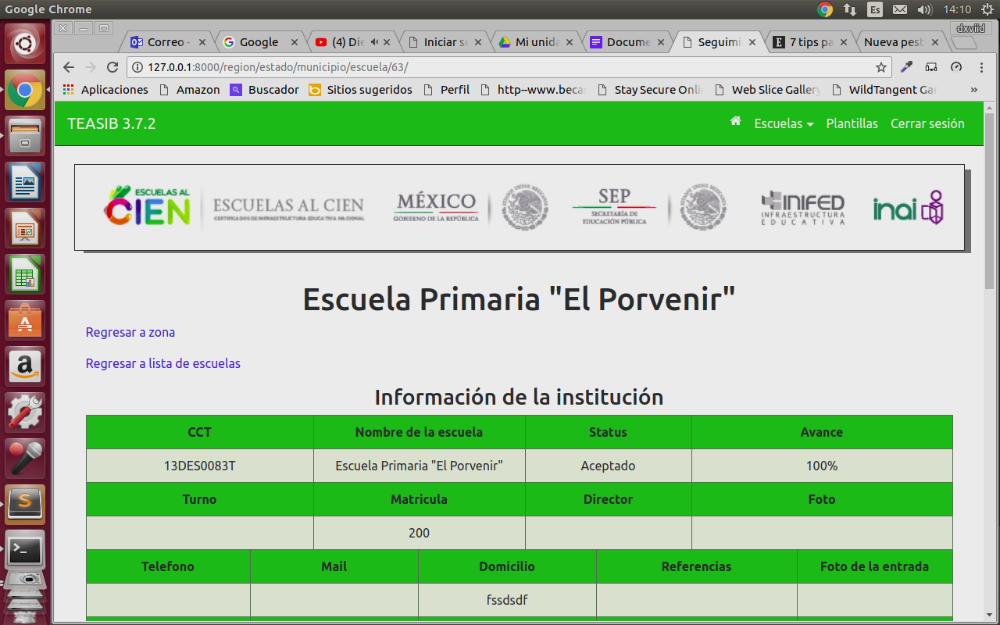 Google Chrome
Es
14:10
dxviid
Correo -
Google
(4) Die
Iniciar se
Mi unida
Docume
Seguimi
7 tips pa
Nueva pest
127.0.0.1:8000/region/estado/municipio/escuela/63/
Aplicaciones
Amazon
Buscador
Sitios sugeridos
Perfil
http--www.beca
Stay Secure Onli
Web Slice Gallery
WildTangent Gar
»
TEASIB 3.7.2
Escuelas
Plantillas
Cerrar sesión
ESCUELAS AL
CIEN
ESCUELAS AL CIEN
CERTIFICADOS DE INFRAESTRUCTURA EDUCATIVA NACIONAL
MÉXICO
GOBIERNO DE LA REPÚBLICA
SEP
SECRETARÍA DE
EDUCACIÓN PÚBLICA
INIFED
INFRAESTRUCTURA
EDUCATIVA
inai
Escuela Primaria "El Porvenir"
Regresar a zona
Regresar a lista de escuelas
Información de la institución
CCT Nombre de la escuela Status Avance
13DES0083T Escuela Primaria "El Porvenir" Aceptado 100%
Turno Matricula Director Foto
200
Telefono Mail Domicilio Referencias Foto de la entrada
fssdsdf